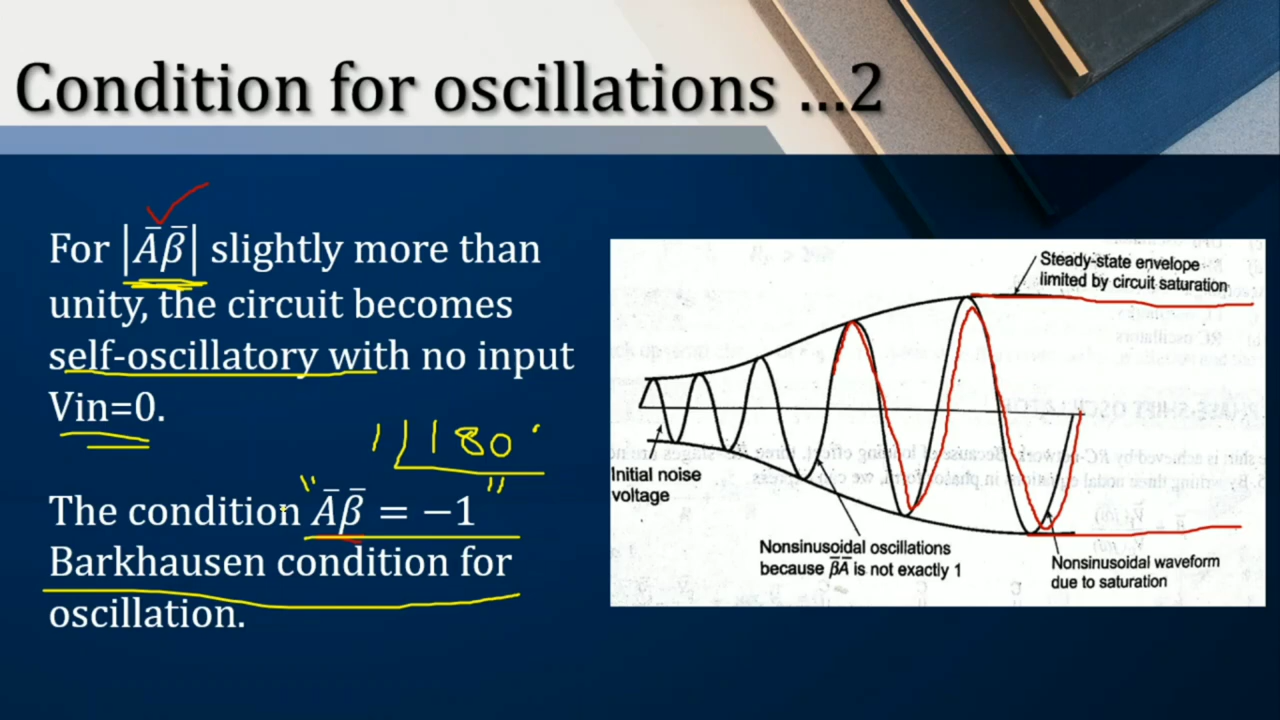 Condition for oscillations ...2
For |A̅β̅| slightly more than
unity, the circuit becomes
self-oscillatory with no input
Vin=0.
1∠180°
"The condition A̅β̅ = −1"
Barkhausen condition for
oscillation.
Steady-state envelope
limited by circuit saturation
Initial noise
voltage
Nonsinusoidal oscillations
because β̅A̅ is not exactly 1
Nonsinusoidal waveform
due to saturation